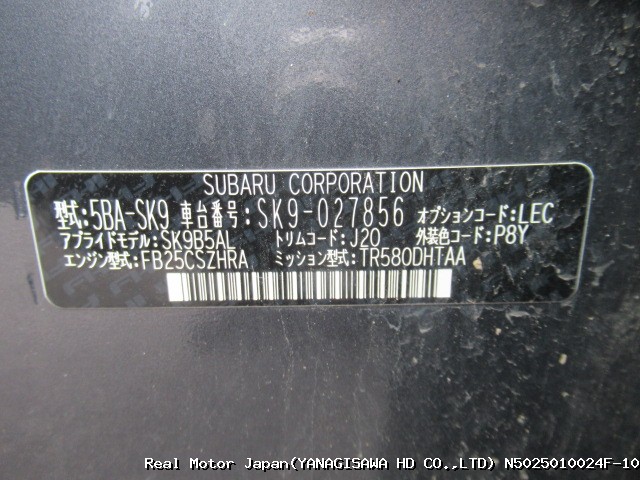 SUBARU CORPORATION
型式:5BA-SK9 車台番号:SK9-027856 オプションコード:LEC
アプライドモデル:SK9B5AL トリムコード:J20 外装色コード:P8Y
エンジン型式:FB25CSZHRA ミッション型式:TR580DHTAA
Real Motor Japan(YANAGISAWA HD CO.,LTD) N5025010024F-10